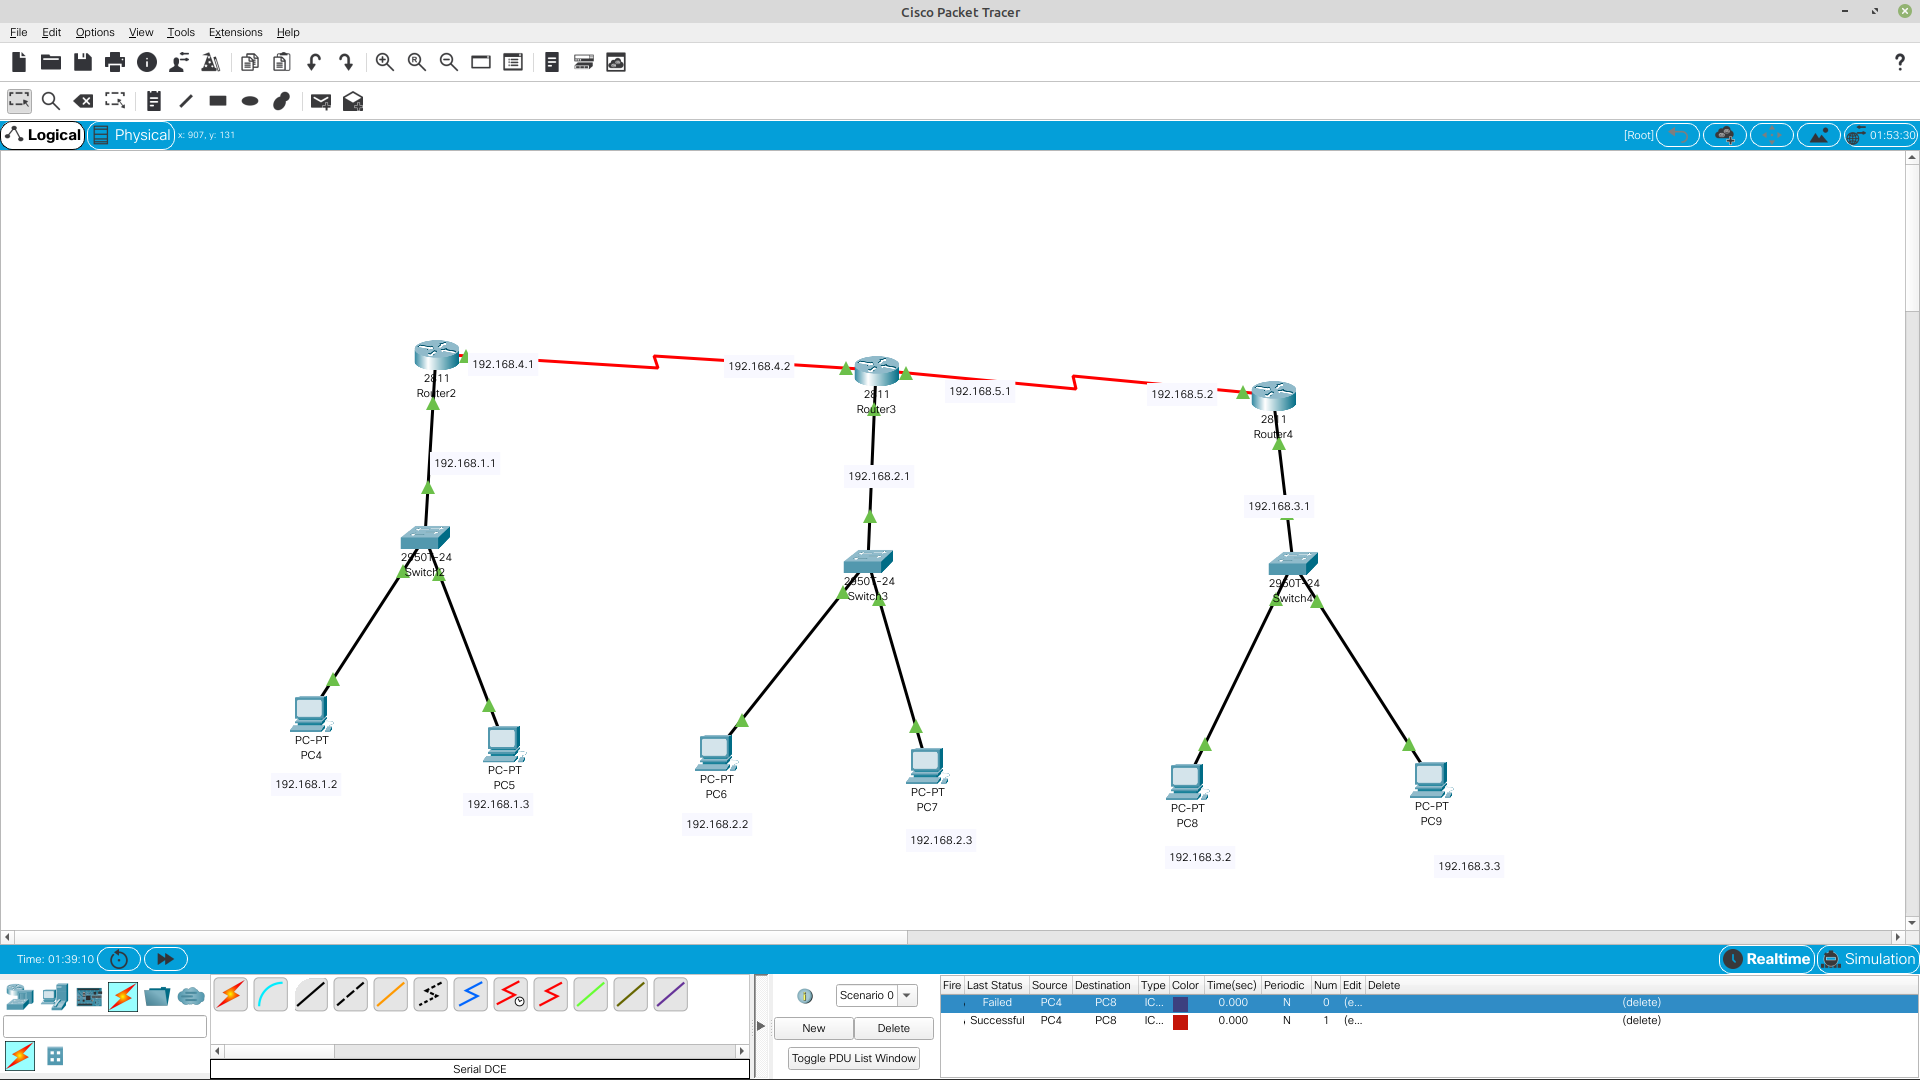 Cisco Packet Tracer
File Edit Options View Tools Extensions Help
Logical Physical x: 907, y: 131 [Root] 01:53:30
192.168.4.1
192.168.4.2
192.168.5.1
192.168.5.2
2811
Router2
2811
Router3
2811
Router4
192.168.1.1
192.168.2.1
192.168.3.1
2950T-24
Switch2
2950T-24
Switch3
2960T-24
Switch4
PC-PT
PC4
192.168.1.2
PC-PT
PC5
192.168.1.3
PC-PT
PC6
192.168.2.2
PC-PT
PC7
192.168.2.3
PC-PT
PC8
192.168.3.2
PC-PT
PC9
192.168.3.3
Time: 01:39:10 Realtime Simulation
Scenario 0
New Delete
Toggle PDU List Window
Serial DCE
Fire Last Status Source Destination Type Color Time(sec) Periodic Num Edit Delete
Failed PC4 PC8 IC... 0.000 N 0 (e... (delete)
Successful PC4 PC8 IC... 0.000 N 1 (e... (delete)